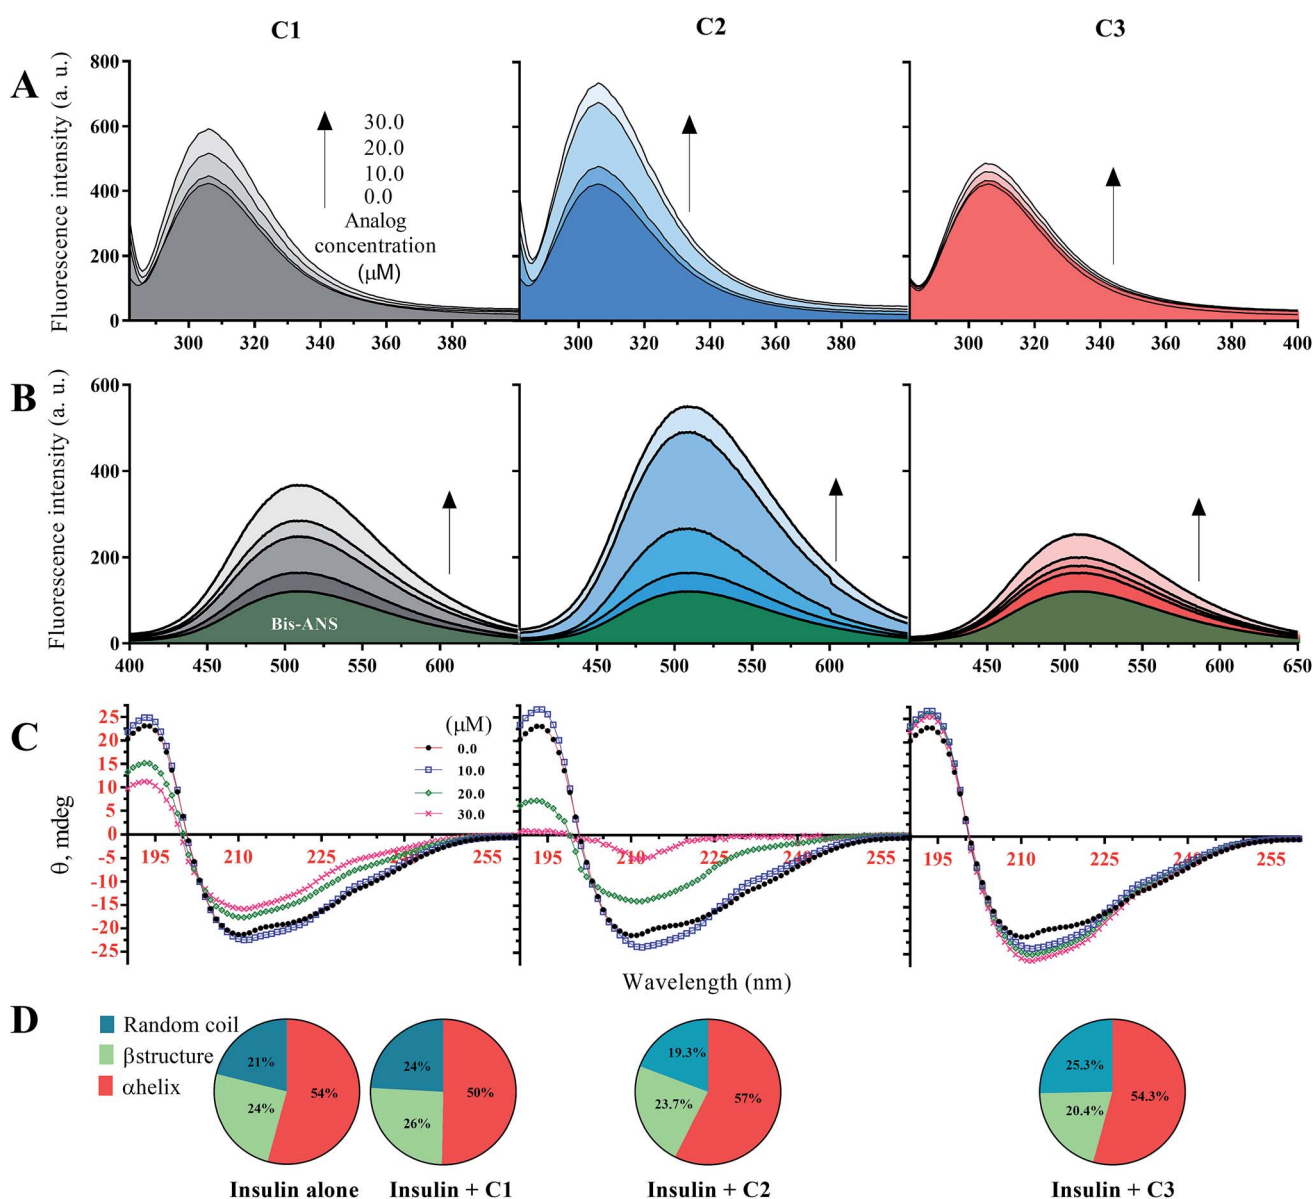 C1 C2 C3
A
Fluorescence intensity (a. u.)
800
600
400
200
0
30.0
20.0
10.0
0.0
Analog
concentration
(μM)
300 320 340 360 380 300 320 340 360 380 300 320 340 360 380 400
B
Fluorescence intensity (a. u.)
600
400
200
0
Bis-ANS
400 450 500 550 600 450 500 550 600 450 500 550 600 650
C
θ, mdeg
25
20
15
10
5
0
-5
-10
-15
-20
-25
(μM)
0.0
10.0
20.0
30.0
195 210 225 240 255 195 210 225 240 255 195 210 225 240 255
Wavelength (nm)
D
Random coil
βstructure
αhelix
21% 54% 24%
24% 50% 26%
19.3% 57% 23.7%
25.3% 54.3% 20.4%
Insulin alone Insulin + C1 Insulin + C2 Insulin + C3